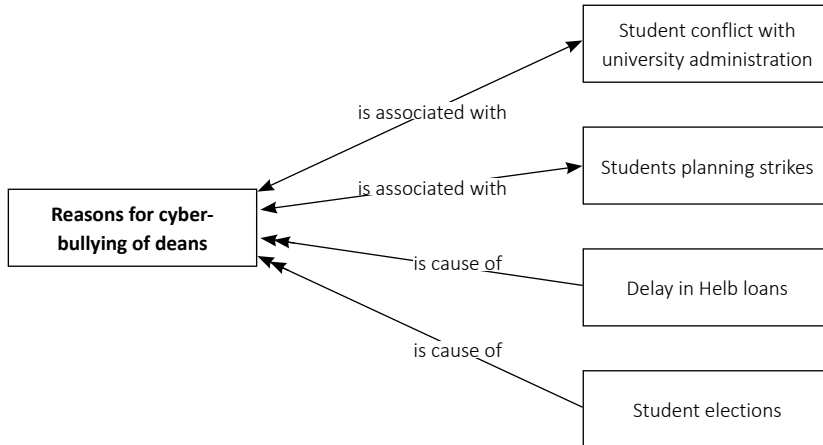 Student conflict with
university administration
is associated with
Students planning strikes
is associated with
Reasons for cyber-
bullying of deans
is cause of
Delay in Helb loans
is cause of
Student elections